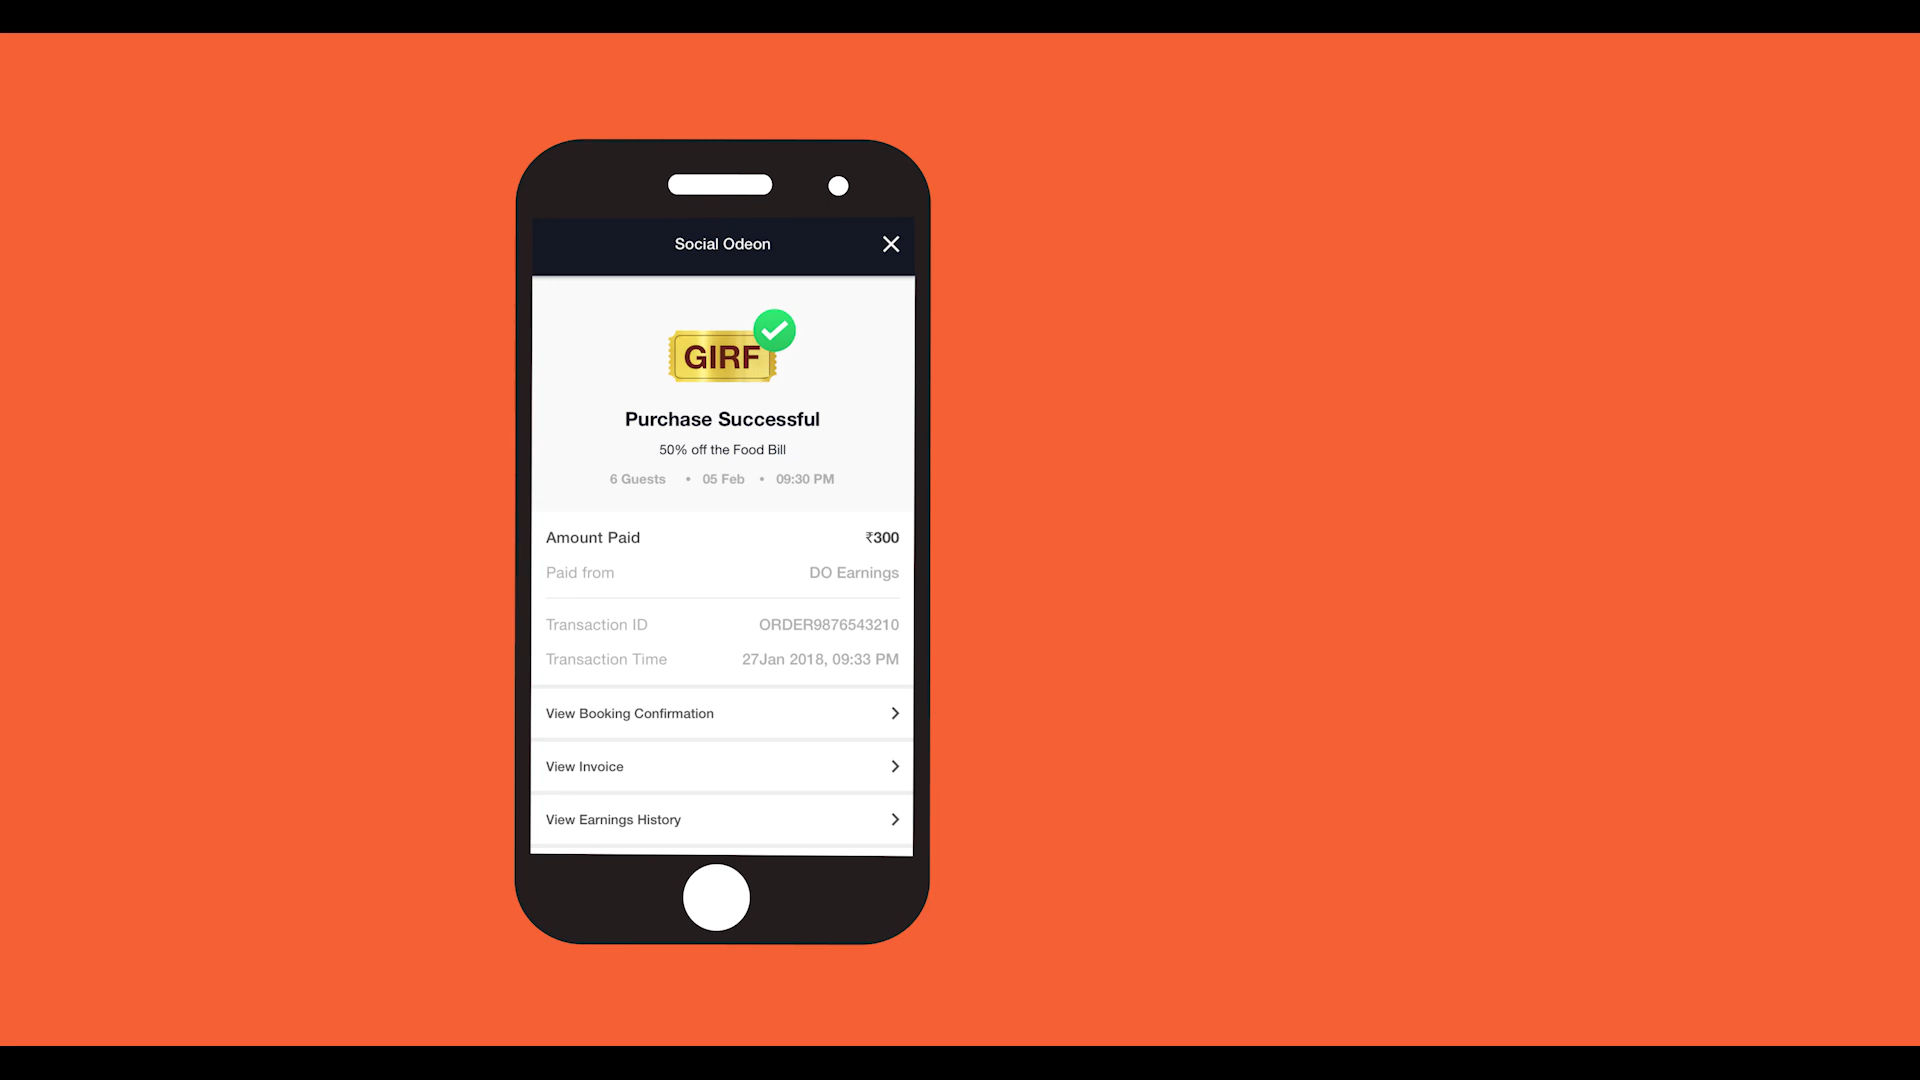 Social Odeon
GIRF
Purchase Successful
50% off the Food Bill
6 Guests • 05 Feb • 09:30 PM
Amount Paid ₹300
Paid from DO Earnings
Transaction ID ORDER9876543210
Transaction Time 27Jan 2018, 09:33 PM
View Booking Confirmation
View Invoice
View Earnings History